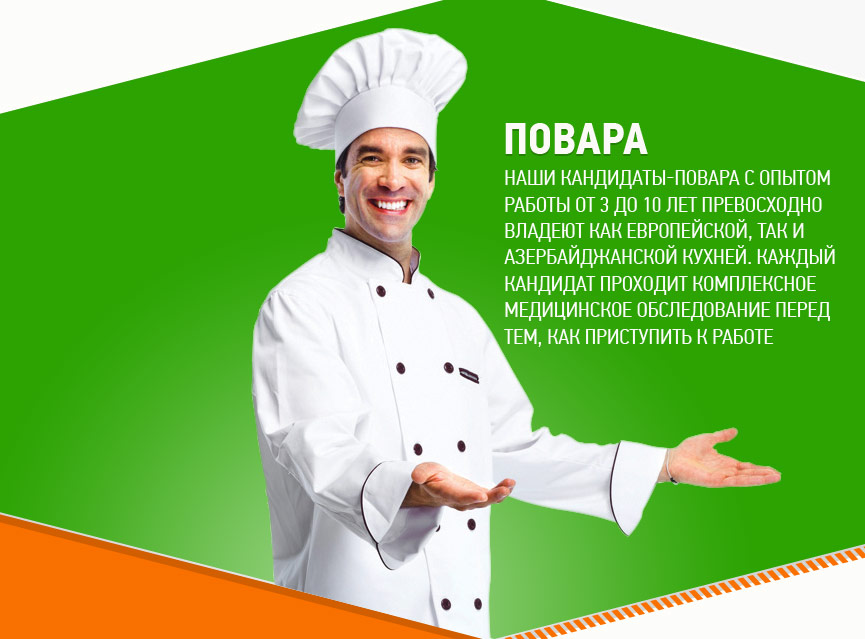 ПОВАРА
НАШИ КАНДИДАТЫ-ПОВАРА С ОПЫТОМ
РАБОТЫ ОТ 3 ДО 10 ЛЕТ ПРЕВОСХОДНО
ВЛАДЕЮТ КАК ЕВРОПЕЙСКОЙ, ТАК И
АЗЕРБАЙДЖАНСКОЙ КУХНЕЙ. КАЖДЫЙ
КАНДИДАТ ПРОХОДИТ КОМПЛЕКСНОЕ
МЕДИЦИНСКОЕ ОБСЛЕДОВАНИЕ ПЕРЕД
ТЕМ, КАК ПРИСТУПИТЬ К РАБОТЕ